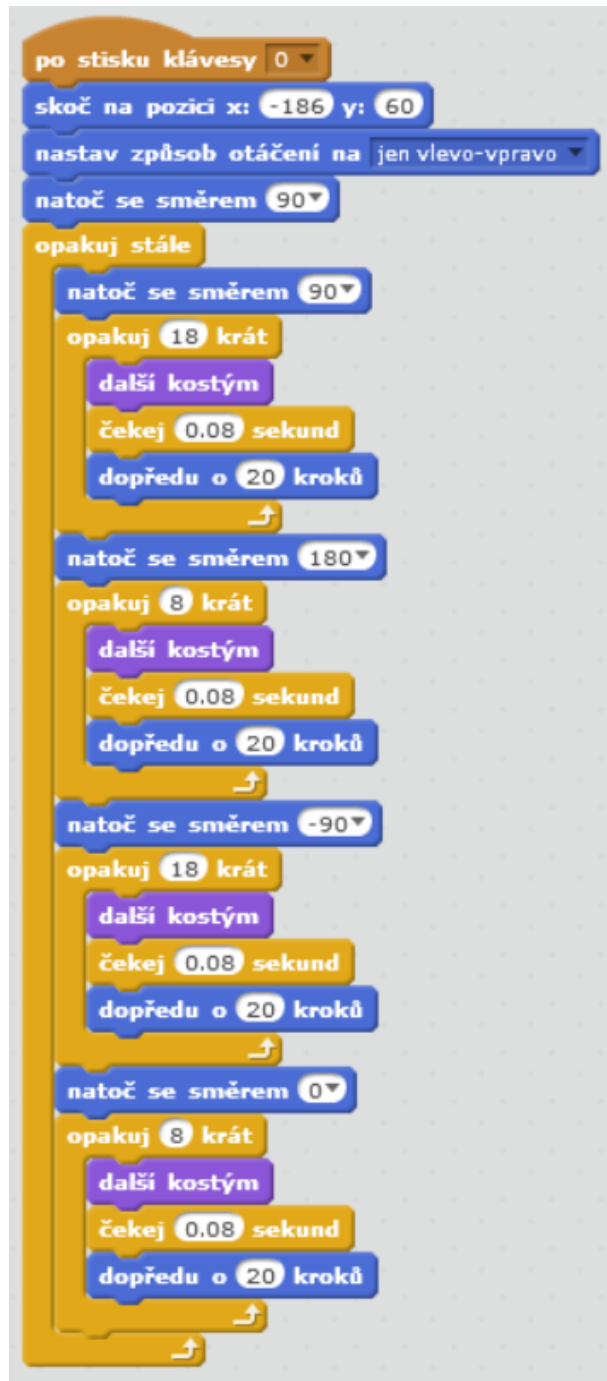 po stisku klávesy 0
skoč na pozici x: -186 y: 60
nastav způsob otáčení na jen vlevo-vpravo
natoč se směrem 90
opakuj stále
natoč se směrem 90
opakuj 18 krát
další kostým
čekej 0.08 sekund
dopředu o 20 kroků
natoč se směrem 180
opakuj 8 krát
další kostým
čekej 0.08 sekund
dopředu o 20 kroků
natoč se směrem -90
opakuj 18 krát
další kostým
čekej 0.08 sekund
dopředu o 20 kroků
natoč se směrem 0
opakuj 8 krát
další kostým
čekej 0.08 sekund
dopředu o 20 kroků